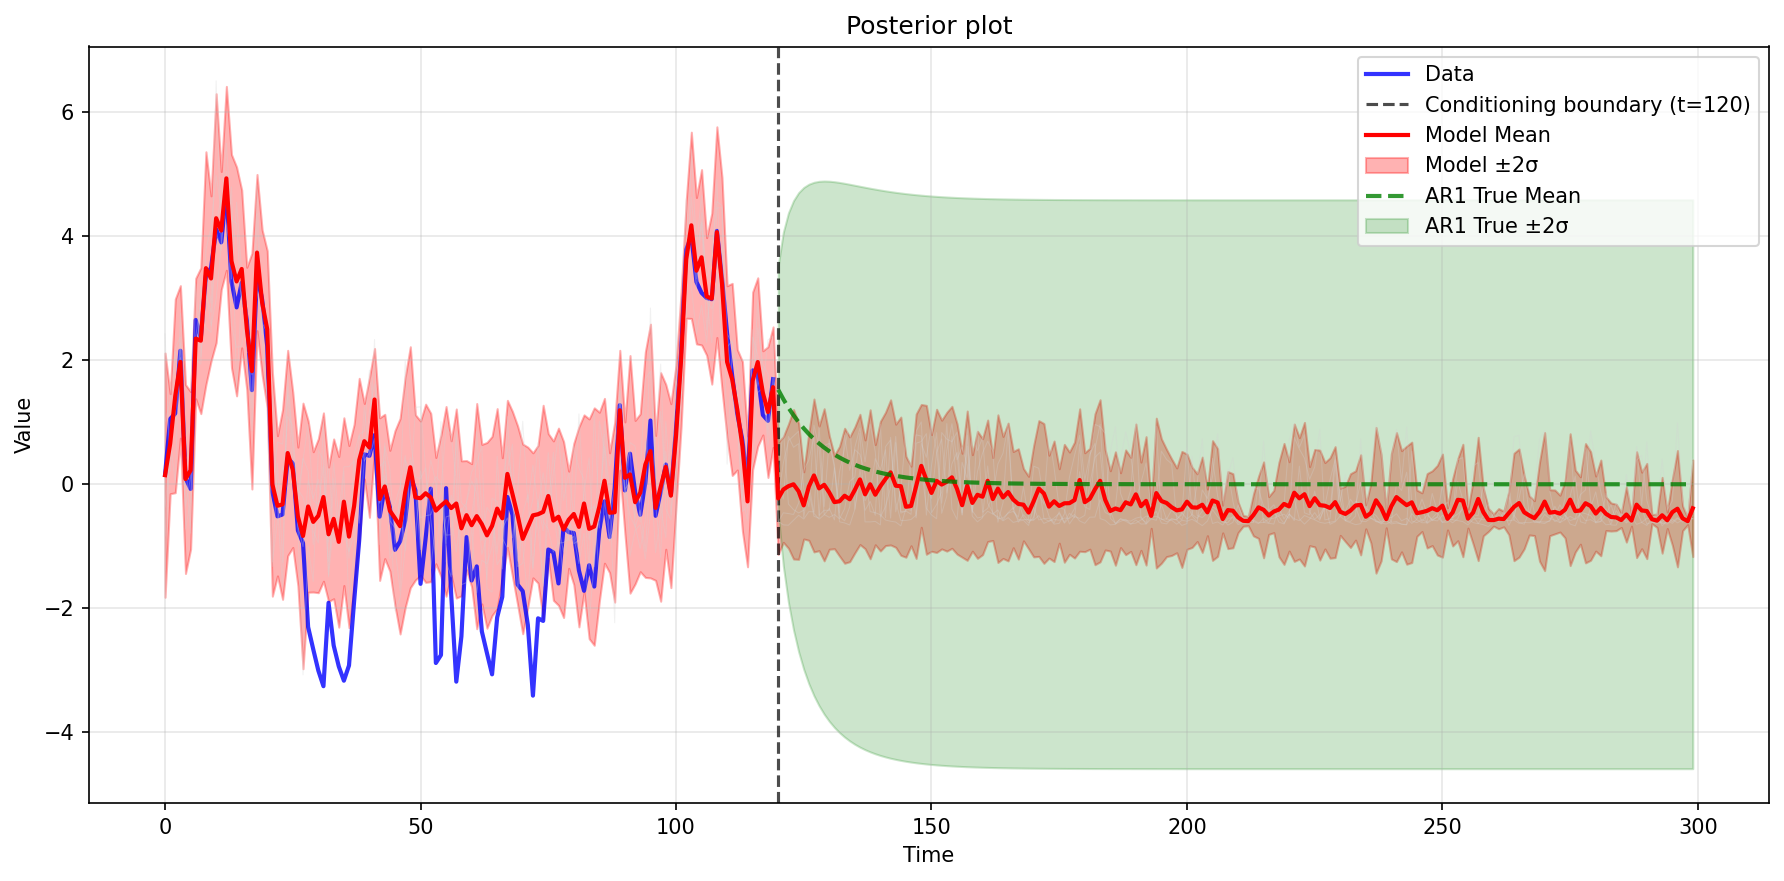 Posterior plot
Data
Conditioning boundary (t=120)
Model Mean
Model ±2σ
AR1 True Mean
AR1 True ±2σ
Value
6
4
2
0
−2
−4
0
50
100
150
200
250
300
Time